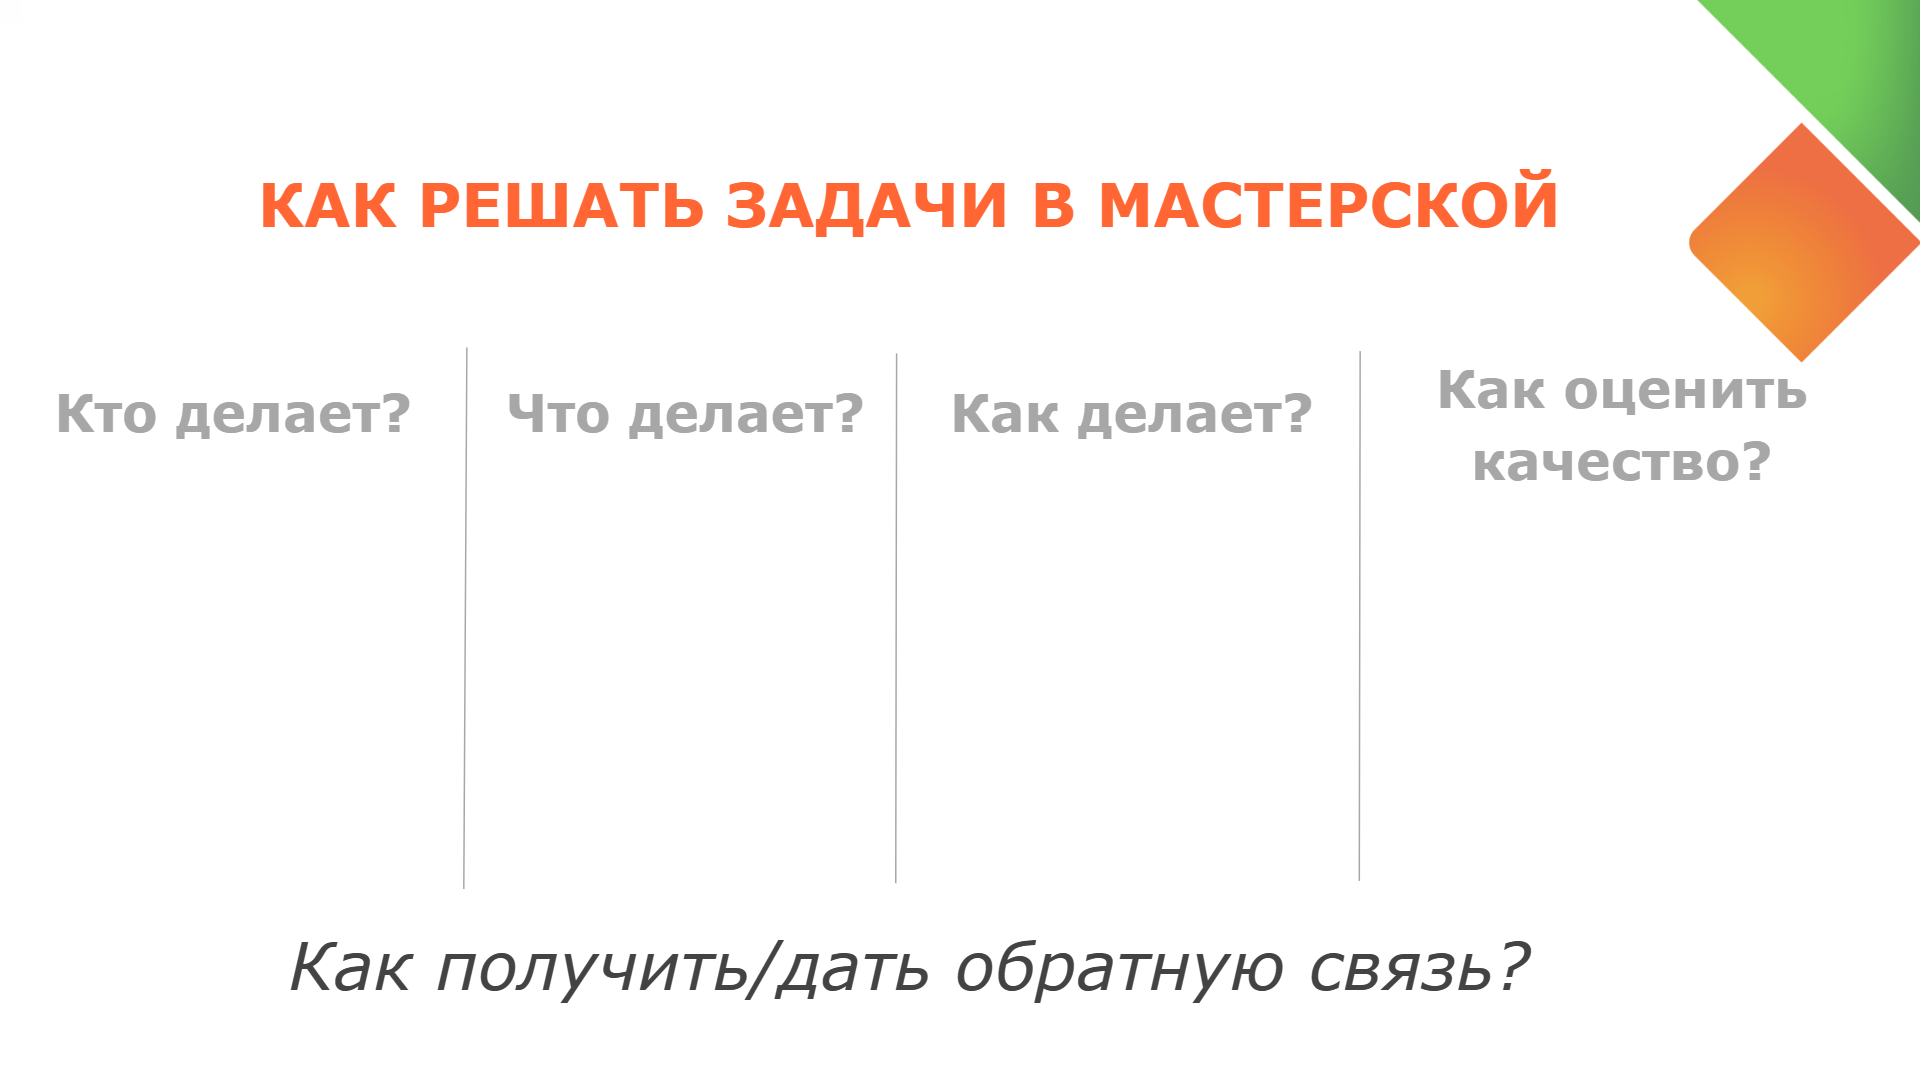 КАК РЕШАТЬ ЗАДАЧИ В МАСТЕРСКОЙ
Кто делает?
Что делает?
Как делает?
Как оценить
качество?
Как получить/дать обратную связь?